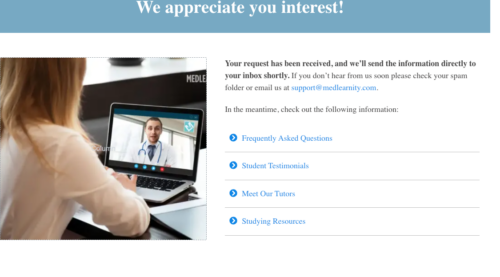 We appreciate you interest!
MEDLE
Your request has been received, and we'll send the information directly to
your inbox shortly. If you don't hear from us soon please check your spam
folder or email us at support@medlearnity.com.
In the meantime, check out the following information:
Frequently Asked Questions
Student Testimonials
Meet Our Tutors
Studying Resources